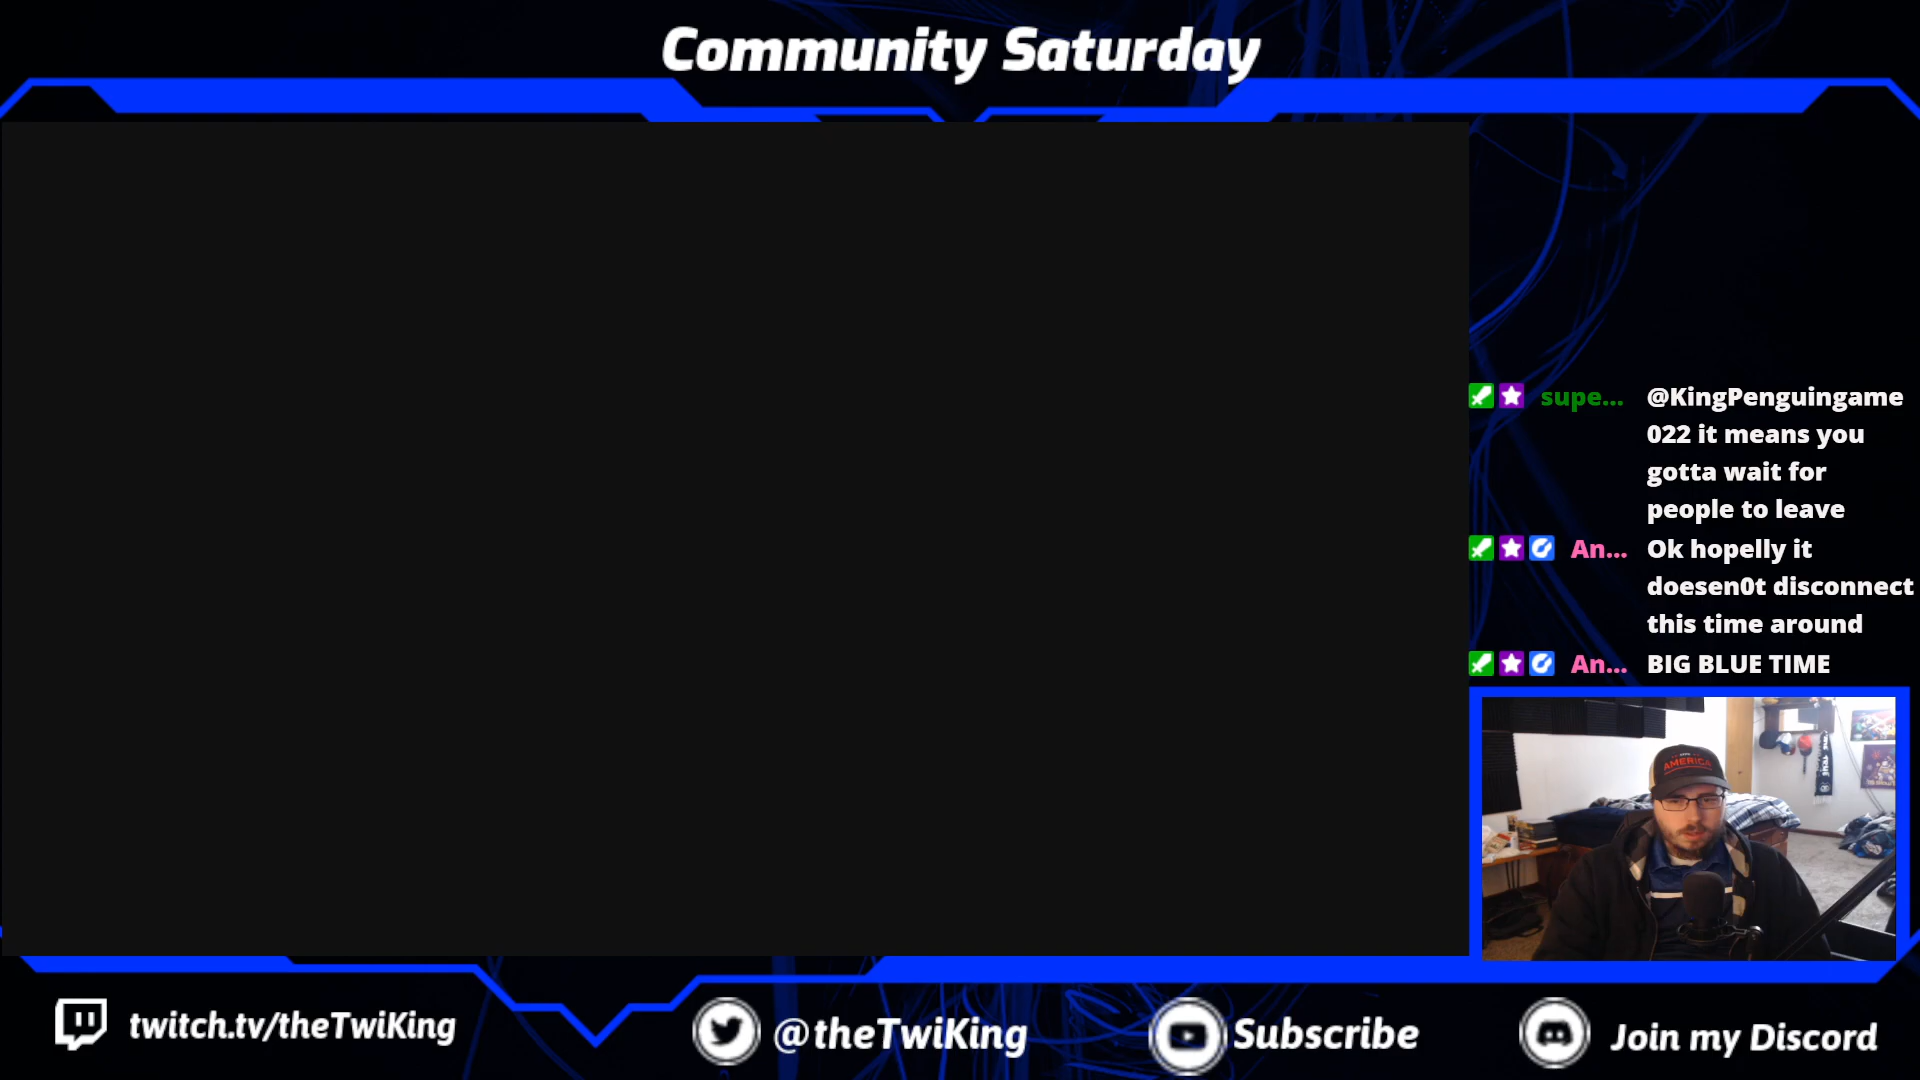 Community Saturday
supe... @KingPenguingame
022 it means you
gotta wait for
people to leave
An... Ok hopelly it
doesen0t disconnect
this time around
An... BIG BLUE TIME
AMERICA
twitch.tv/theTwiKing
@theTwiKing
Subscribe
Join my Discord